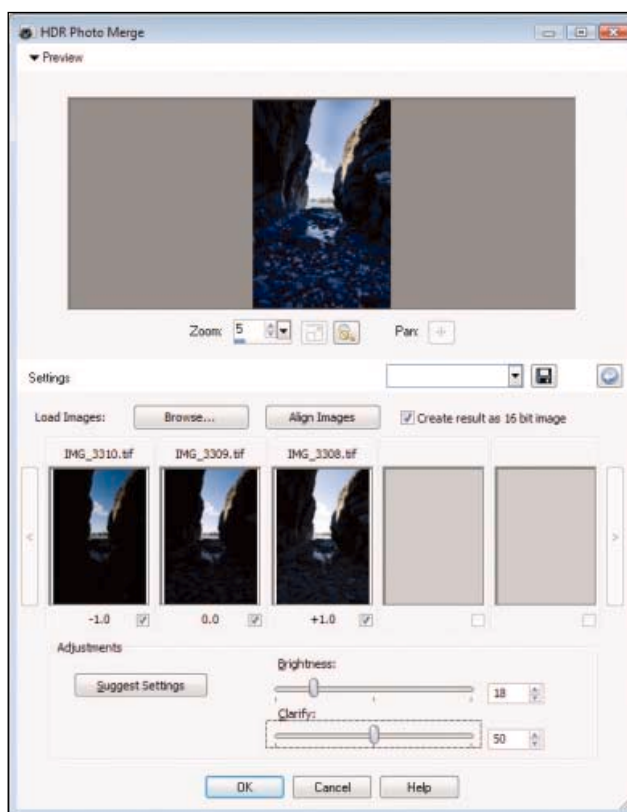 HDR Photo Merge
Preview
Zoom: 5 Pan:
Settings
Load Images: Browse... Align Images Create result as 16 bit image
IMG_3310.tif IMG_3309.tif IMG_3308.tif
< >
-1.0 0.0 +1.0
Adjustments
Suggest Settings
Brightness:
18
Clarify:
50
OK Cancel Help